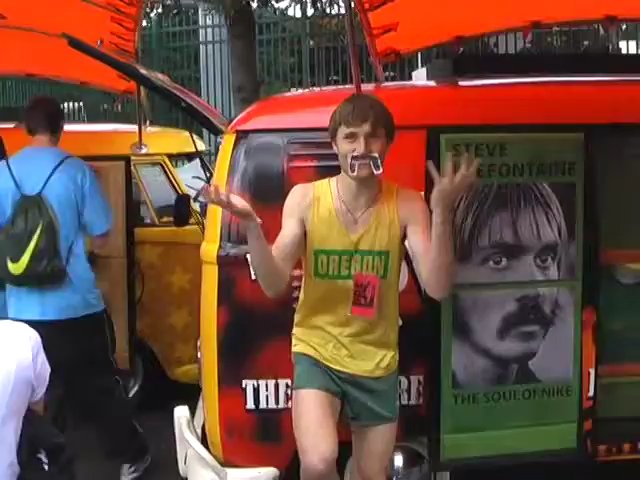 STEVE
EFONTAINE
OREGON
THE
RE
THE SOUL OF NIKE